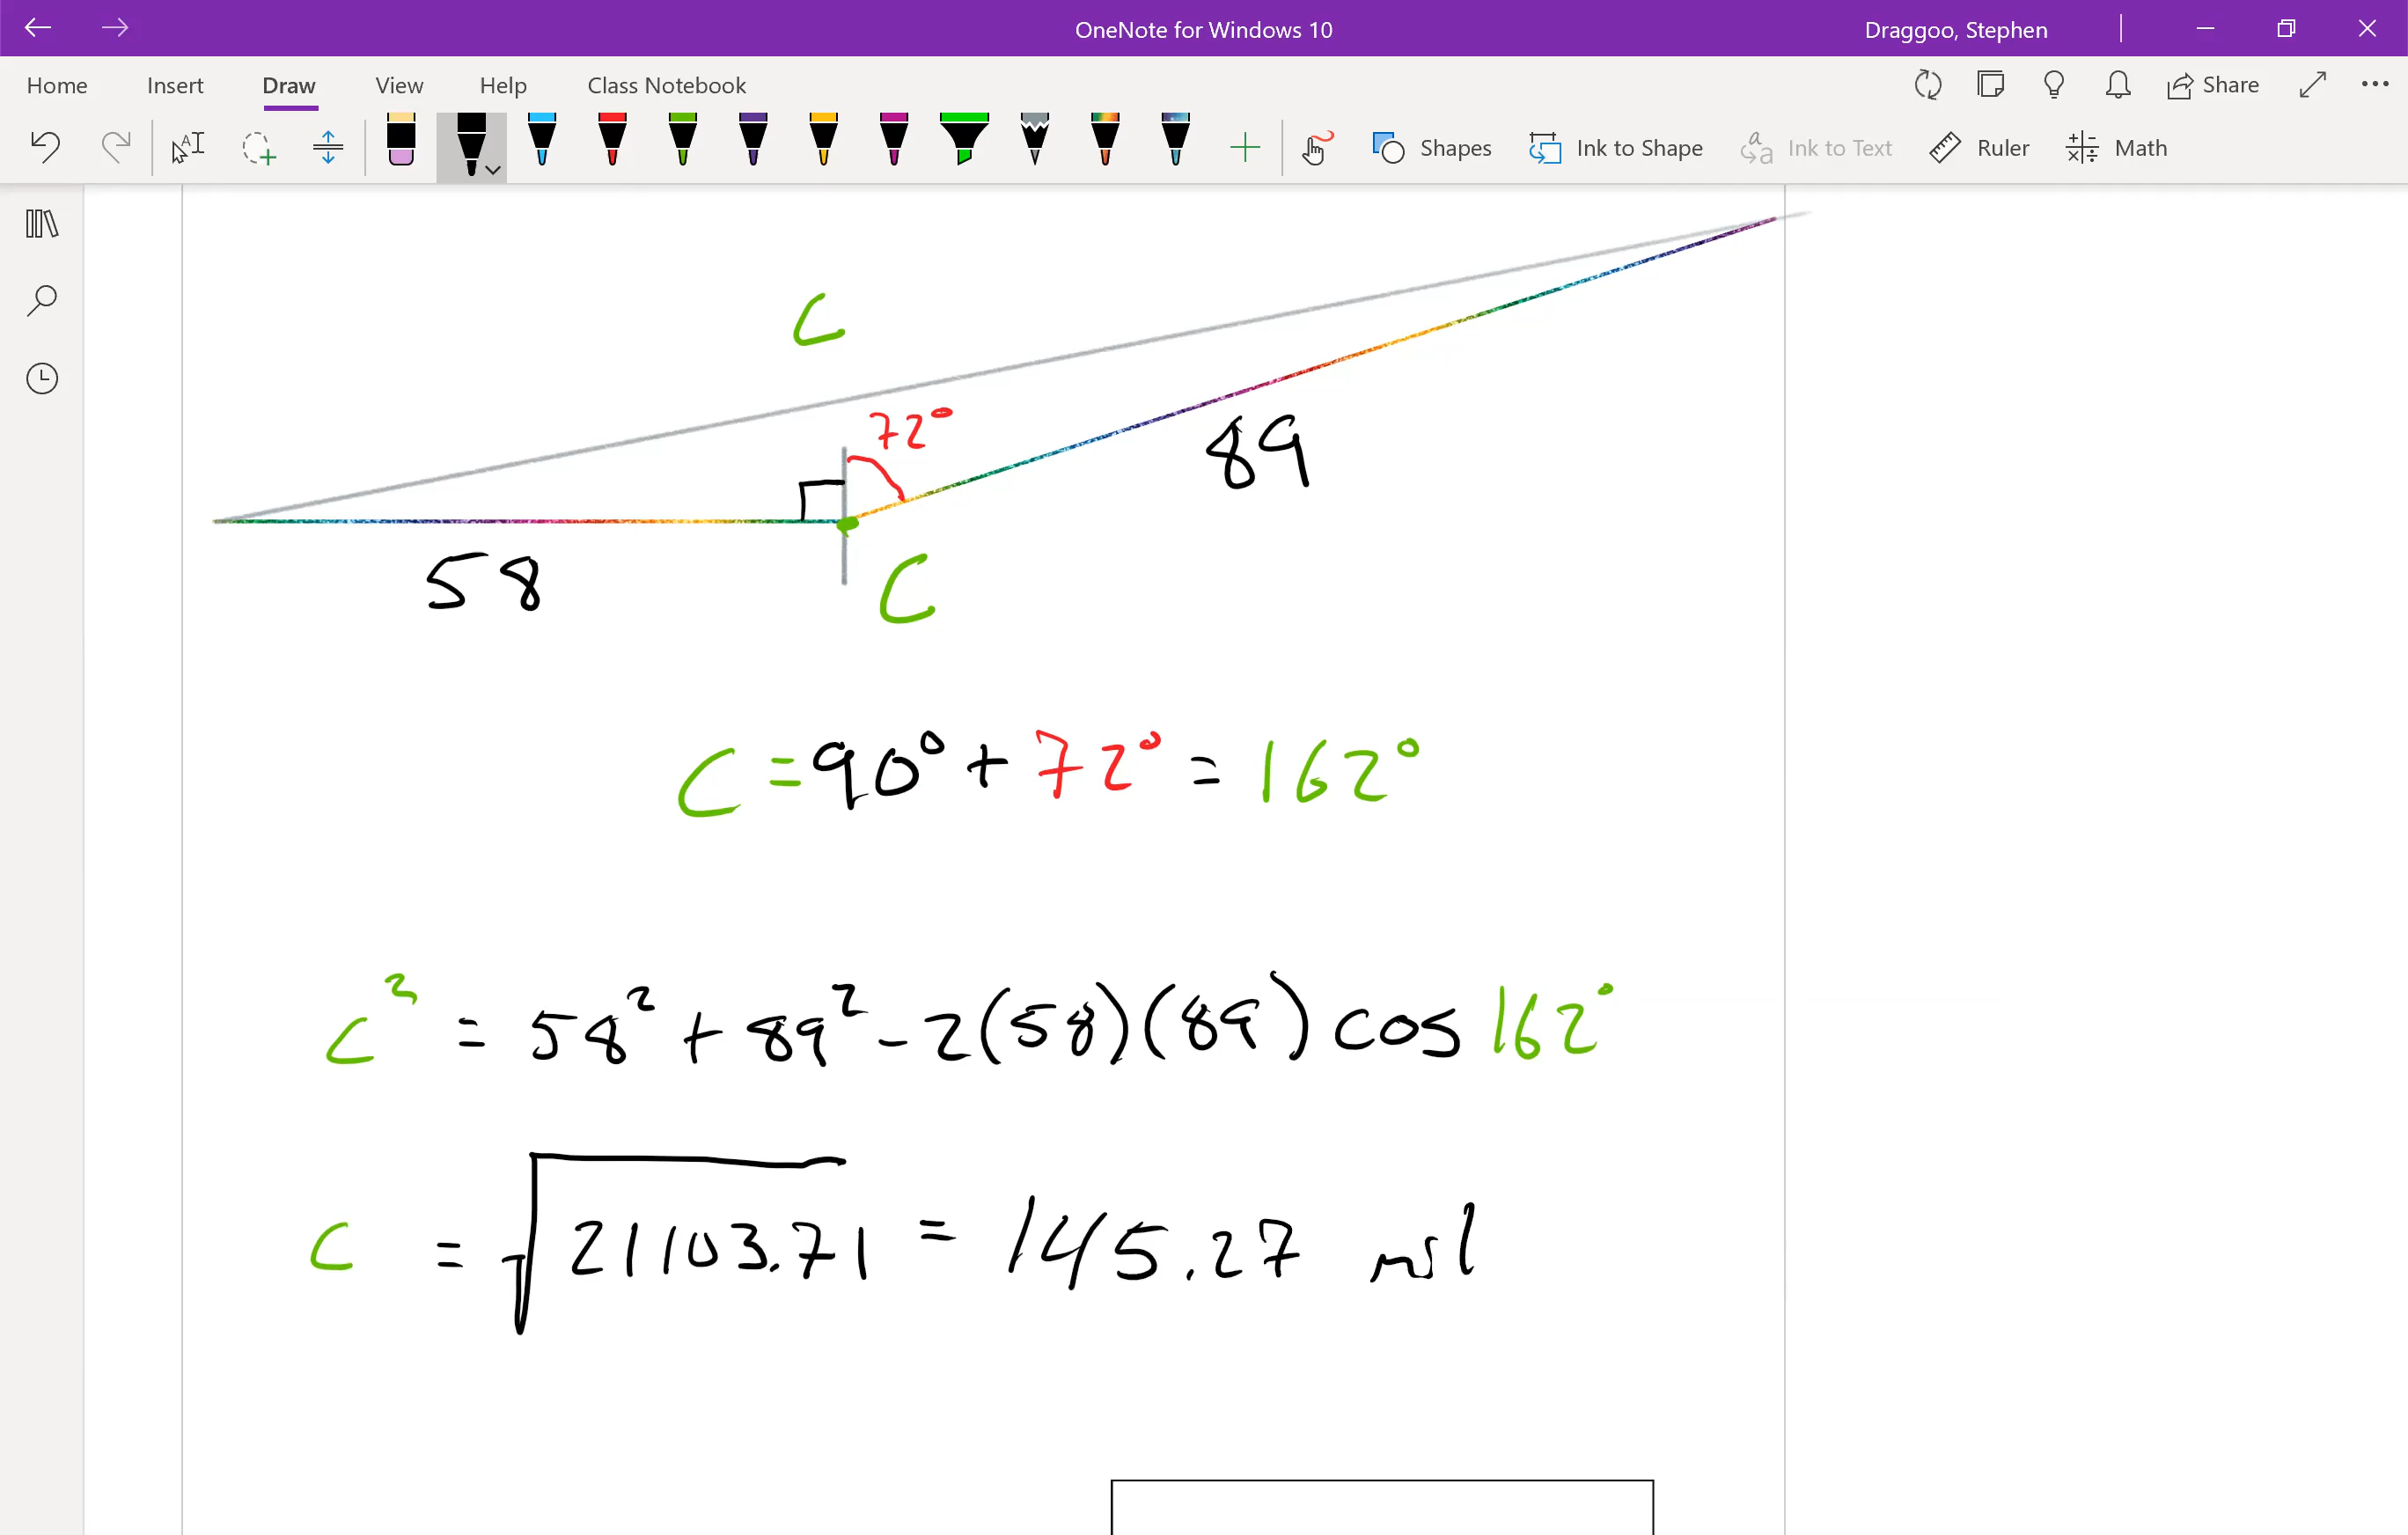 OneNote for Windows 10
Draggoo, Stephen
Home Insert Draw View Help Class Notebook
Share
Shapes Ink to Shape Ink to Text Ruler Math
c
72°
89
58
C
C = 90° + 72° = 162°
c² = 58² + 89² - 2(58)(89) cos 162°
c = √21103.71 = 145.27